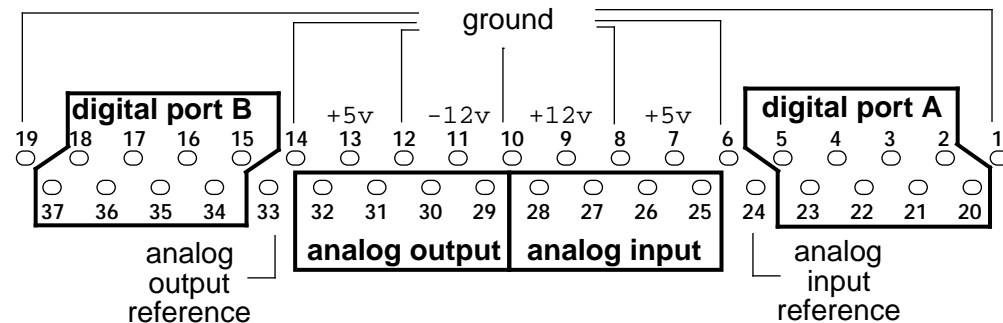 ground
digital port B
digital port A
+5v -12v +12v +5v
19 18 17 16 15 14 13 12 11 10 9 8 7 6 5 4 3 2 1
37 36 35 34 33 32 31 30 29 28 27 26 25 24 23 22 21 20
analog output
analog input
analog
output
reference
analog
input
reference